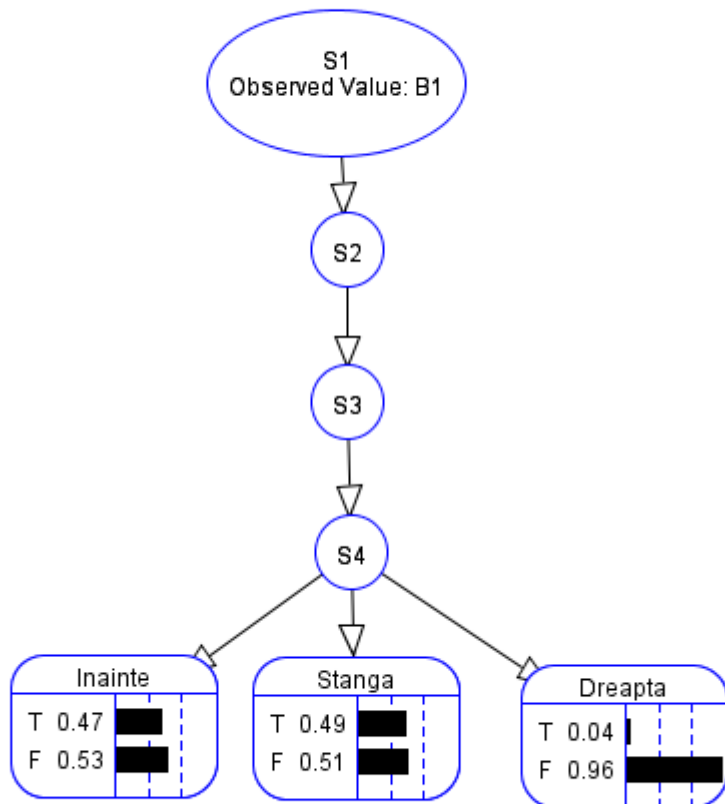 S1
Observed Value: B1
S2
S3
S4
Inainte
T 0.47
F 0.53
Stanga
T 0.49
F 0.51
Dreapta
T 0.04
F 0.96